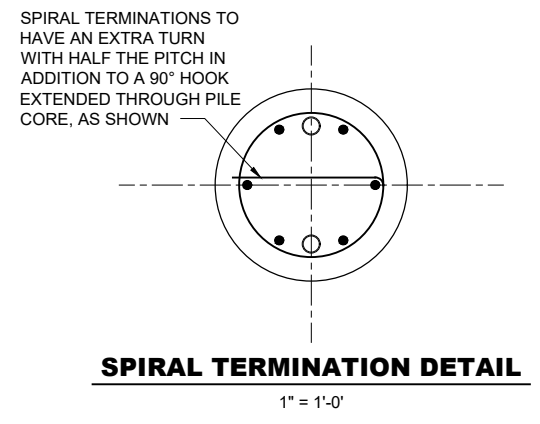 SPIRAL TERMINATIONS TO
HAVE AN EXTRA TURN
WITH HALF THE PITCH IN
ADDITION TO A 90° HOOK
EXTENDED THROUGH PILE
CORE, AS SHOWN
SPIRAL TERMINATION DETAIL
1" = 1'-0'